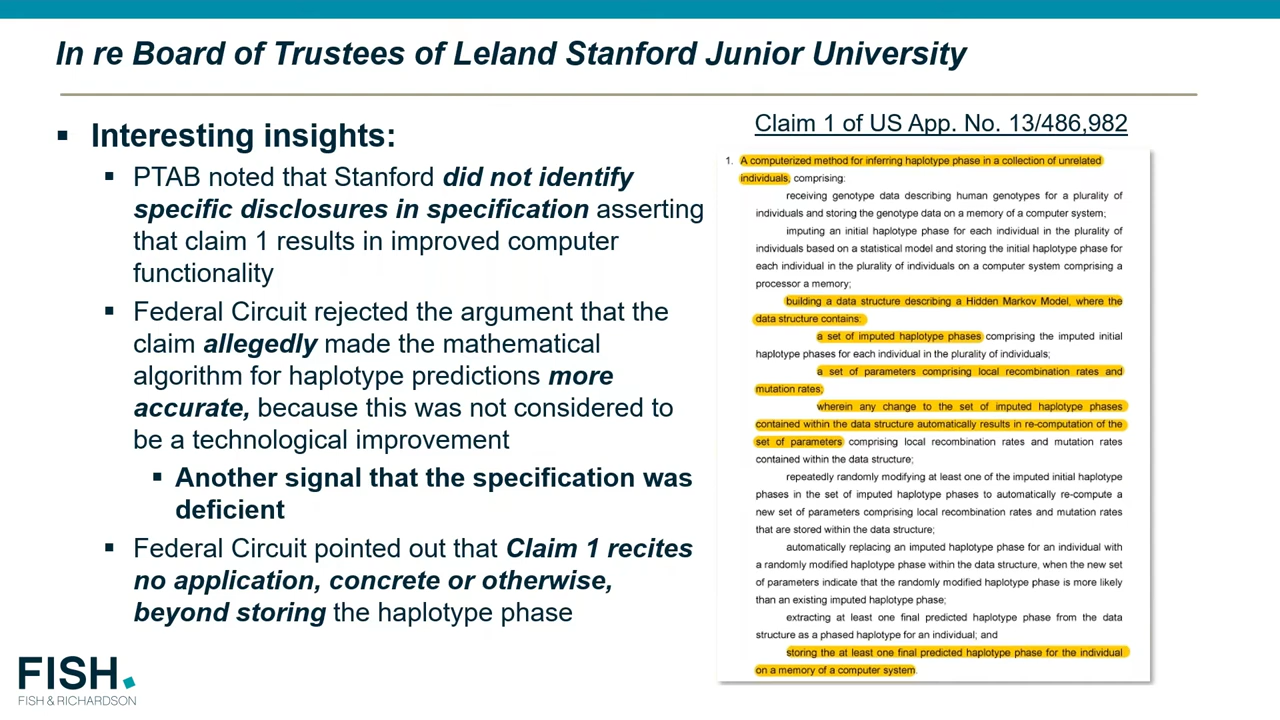 In re Board of Trustees of Leland Stanford Junior University
▪ Interesting insights:
▪ PTAB noted that Stanford did not identify
specific disclosures in specification asserting
that claim 1 results in improved computer
functionality
▪ Federal Circuit rejected the argument that the
claim allegedly made the mathematical
algorithm for haplotype predictions more
accurate, because this was not considered to
be a technological improvement
▪ Another signal that the specification was
deficient
▪ Federal Circuit pointed out that Claim 1 recites
no application, concrete or otherwise,
beyond storing the haplotype phase
Claim 1 of US App. No. 13/486,982
1. A computerized method for inferring haplotype phase in a collection of unrelated
individuals, comprising:
receiving genotype data describing human genotypes for a plurality of
individuals and storing the genotype data on a memory of a computer system;
imputing an initial haplotype phase for each individual in the plurality of
individuals based on a statistical model and storing the initial haplotype phase for
each individual in the plurality of individuals on a computer system comprising a
processor a memory;
building a data structure describing a Hidden Markov Model, where the
data structure contains:
a set of imputed haplotype phases comprising the imputed initial
haplotype phases for each individual in the plurality of individuals;
a set of parameters comprising local recombination rates and
mutation rates;
wherein any change to the set of imputed haplotype phases
contained within the data structure automatically results in re-computation of the
set of parameters comprising local recombination rates and mutation rates
contained within the data structure;
repeatedly randomly modifying at least one of the imputed initial haplotype
phases in the set of imputed haplotype phases to automatically re-compute a
new set of parameters comprising local recombination rates and mutation rates
that are stored within the data structure;
automatically replacing an imputed haplotype phase for an individual with
a randomly modified haplotype phase within the data structure, when the new set
of parameters indicate that the randomly modified haplotype phase is more likely
than an existing imputed haplotype phase;
extracting at least one final predicted haplotype phase from the data
structure as a phased haplotype for an individual; and
storing the at least one final predicted haplotype phase for the individual
on a memory of a computer system.
FISH.
FISH & RICHARDSON